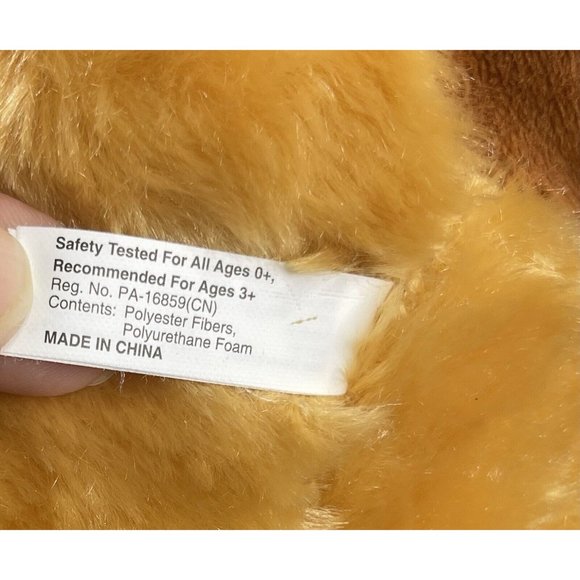 Safety Tested For All Ages 0+,
Recommended For Ages 3+
Reg. No. PA-16859(CN)
Contents: Polyester Fibers,
Polyurethane Foam
MADE IN CHINA